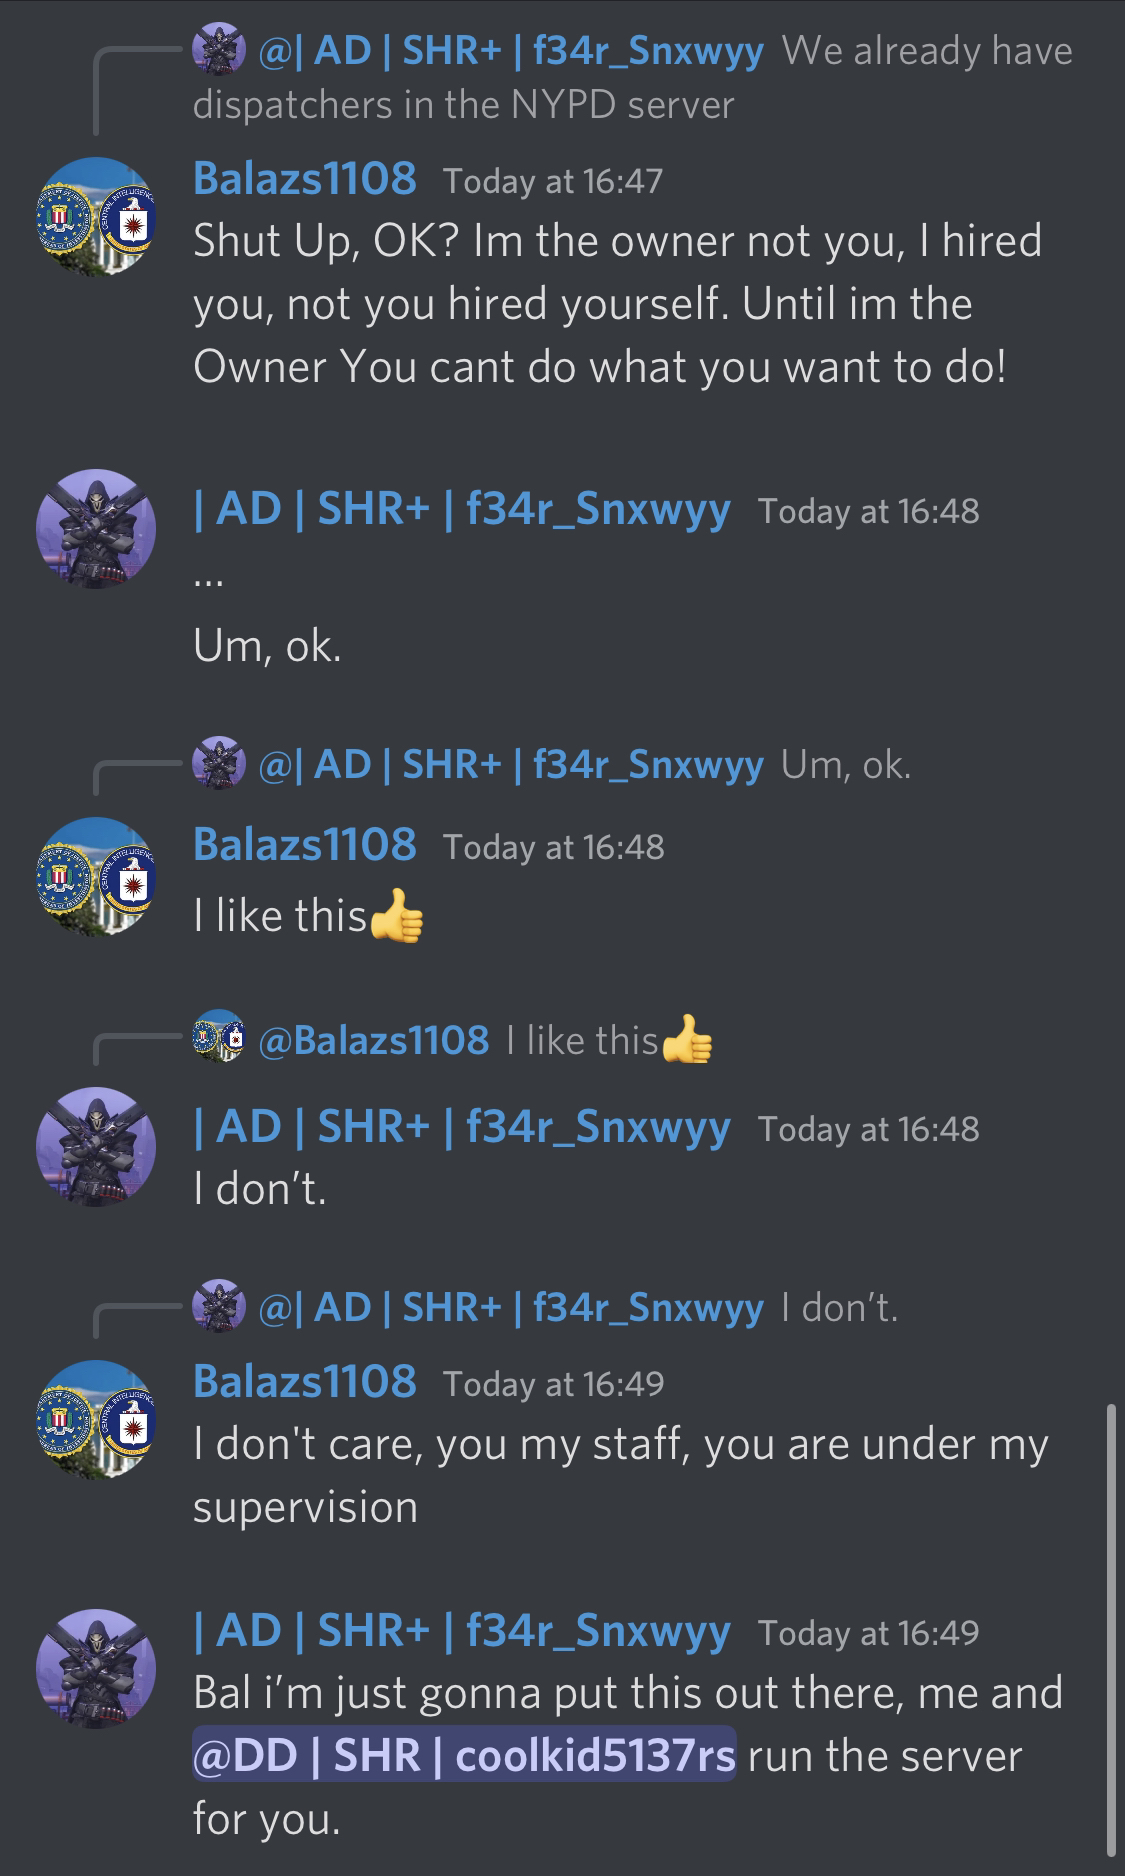 @| AD | SHR+ | f34r_Snxwyy We already have
dispatchers in the NYPD server
Balazs1108 Today at 16:47
Shut Up, OK? Im the owner not you, I hired
you, not you hired yourself. Until im the
Owner You cant do what you want to do!
| AD | SHR+ | f34r_Snxwyy Today at 16:48
...
Um, ok.
@| AD | SHR+ | f34r_Snxwyy Um, ok.
Balazs1108 Today at 16:48
I like this👍
@Balazs1108 I like this👍
| AD | SHR+ | f34r_Snxwyy Today at 16:48
I don’t.
@| AD | SHR+ | f34r_Snxwyy I don’t.
Balazs1108 Today at 16:49
I don't care, you my staff, you are under my
supervision
| AD | SHR+ | f34r_Snxwyy Today at 16:49
Bal i’m just gonna put this out there, me and
@DD | SHR | coolkid5137rs run the server
for you.